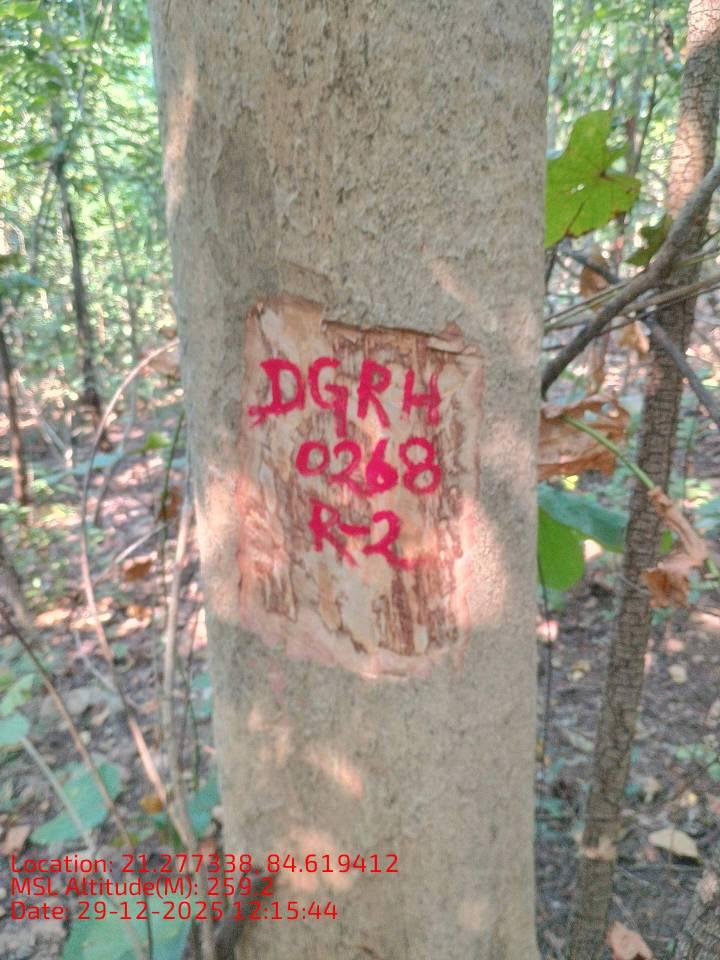 DGRH
0268
R-2
Location: 21.277338, 84.619412
MSL Altitude(M): 259.2
Date: 29-12-2025 12:15:44